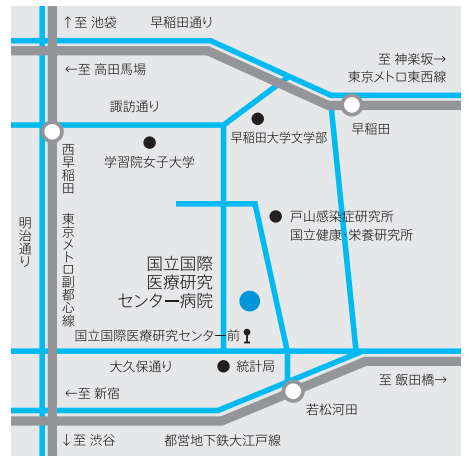 ↑至 池袋
早稲田通り
至 神楽坂→
東京メトロ東西線
←至 高田馬場
諏訪通り
早稲田
早稲田大学文学部
学習院女子大学
西早稲田
明治通り
東京メトロ副都心線
戸山感染症研究所
国立健康・栄養研究所
国立国際
医療研究
センター病院
国立国際医療研究センター前
大久保通り
統計局
至 飯田橋→
←至 新宿
若松河田
↓至 渋谷
都営地下鉄大江戸線